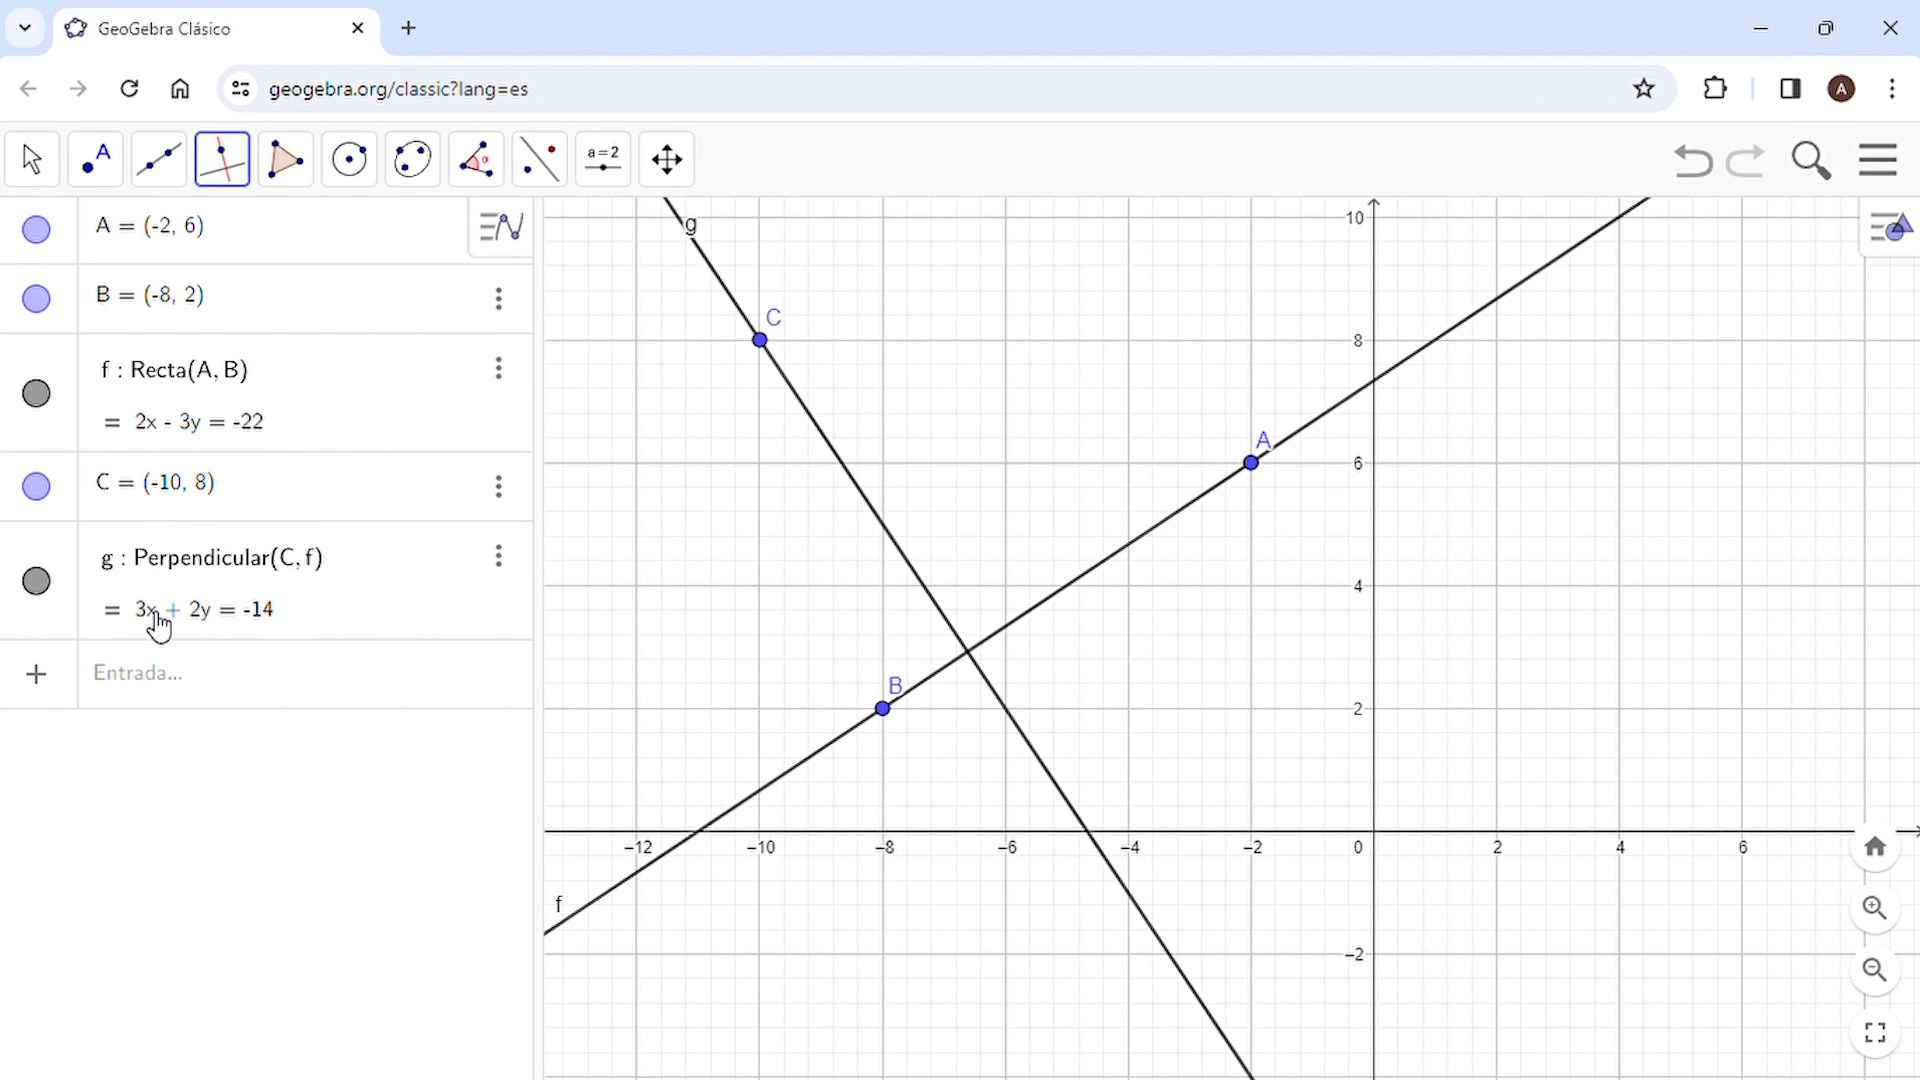 GeoGebra Clásico
geogebra.org/classic?lang=es
A
A
α
a=2
A = (-2, 6)
B = (-8, 2)
f : Recta(A, B)
= 2x - 3y = -22
C = (-10, 8)
g : Perpendicular(C, f)
= 3x + 2y = -14
Entrada...
g
10
C
8
A
6
4
B
2
−12
−10
−8
−6
−4
−2
0
2
4
6
f
−2